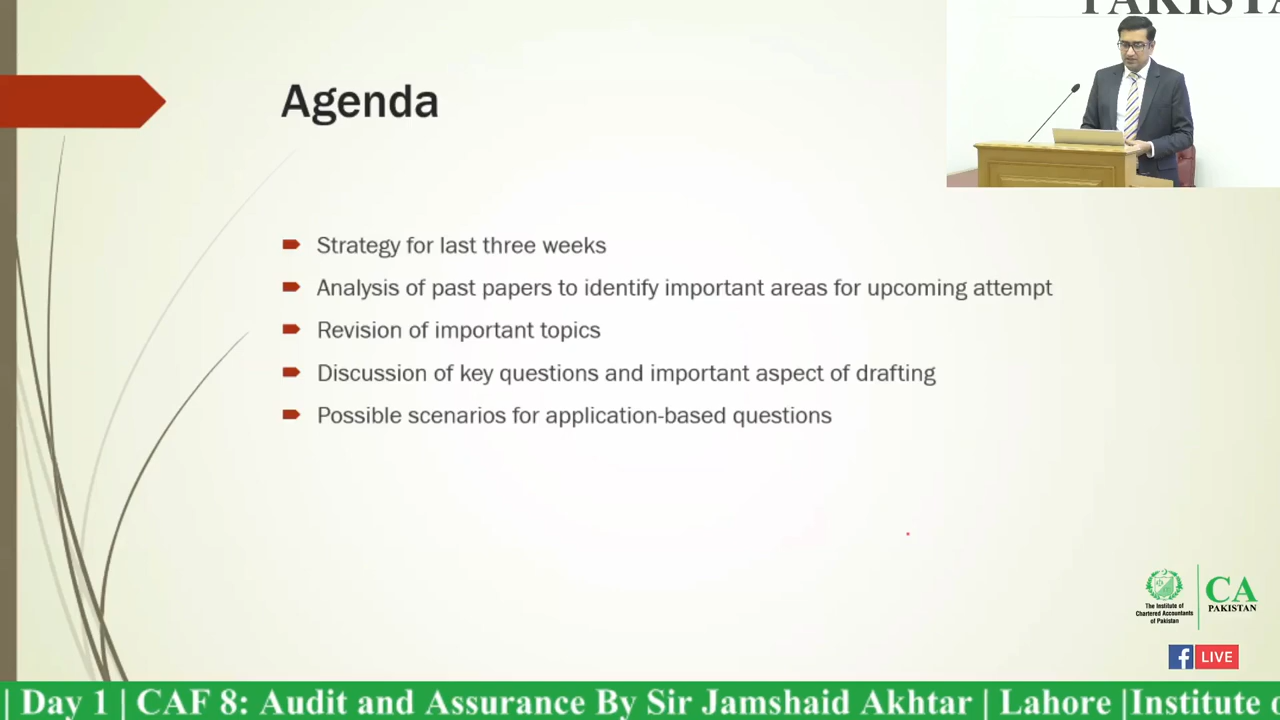 Agenda
Strategy for last three weeks
Analysis of past papers to identify important areas for upcoming attempt
Revision of important topics
Discussion of key questions and important aspect of drafting
Possible scenarios for application-based questions
The Institute of
Chartered Accountants
of Pakistan
CA
PAKISTAN
f LIVE
| Day 1 | CAF 8: Audit and Assurance By Sir Jamshaid Akhtar | Lahore |Institute